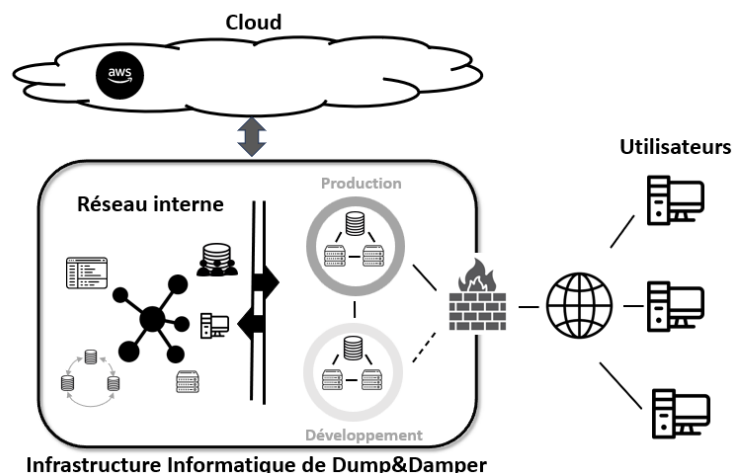 Cloud
aws
Utilisateurs
Production
Réseau interne
Développement
Infrastructure Informatique de Dump&Damper